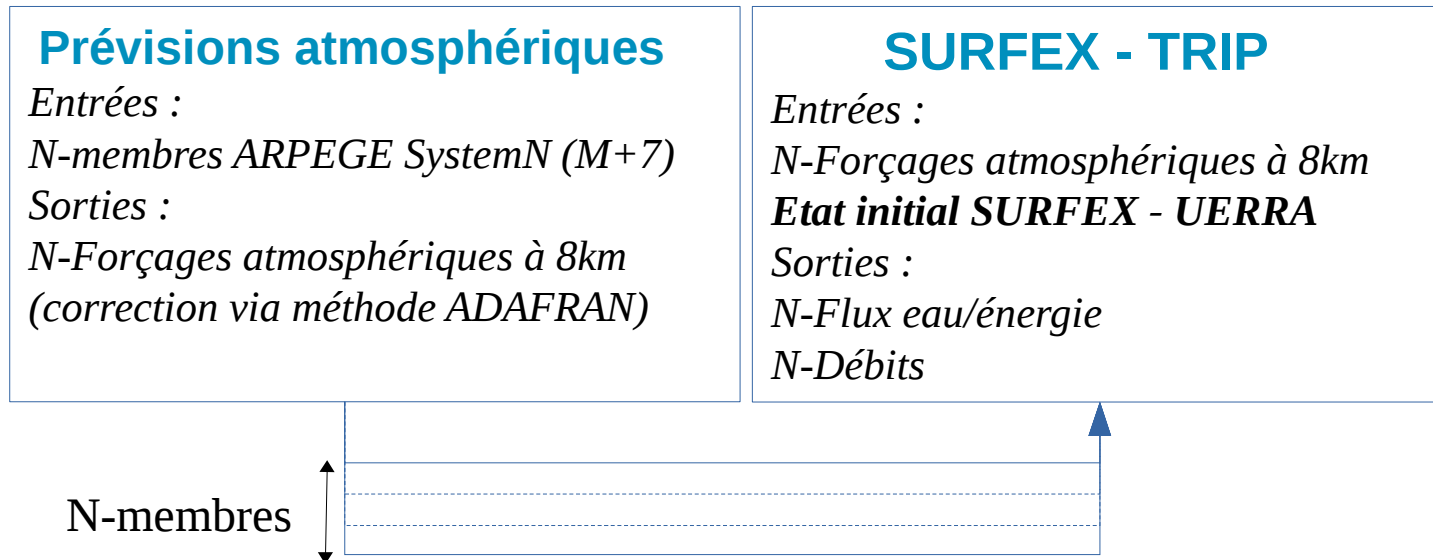 Prévisions atmosphériques
Entrées :
N-membres ARPEGE SystemN (M+7)
Sorties :
N-Forçages atmosphériques à 8km
(correction via méthode ADAFRAN)
SURFEX - TRIP
Entrées :
N-Forçages atmosphériques à 8km
Etat initial SURFEX - UERRA
Sorties :
N-Flux eau/énergie
N-Débits
N-membres